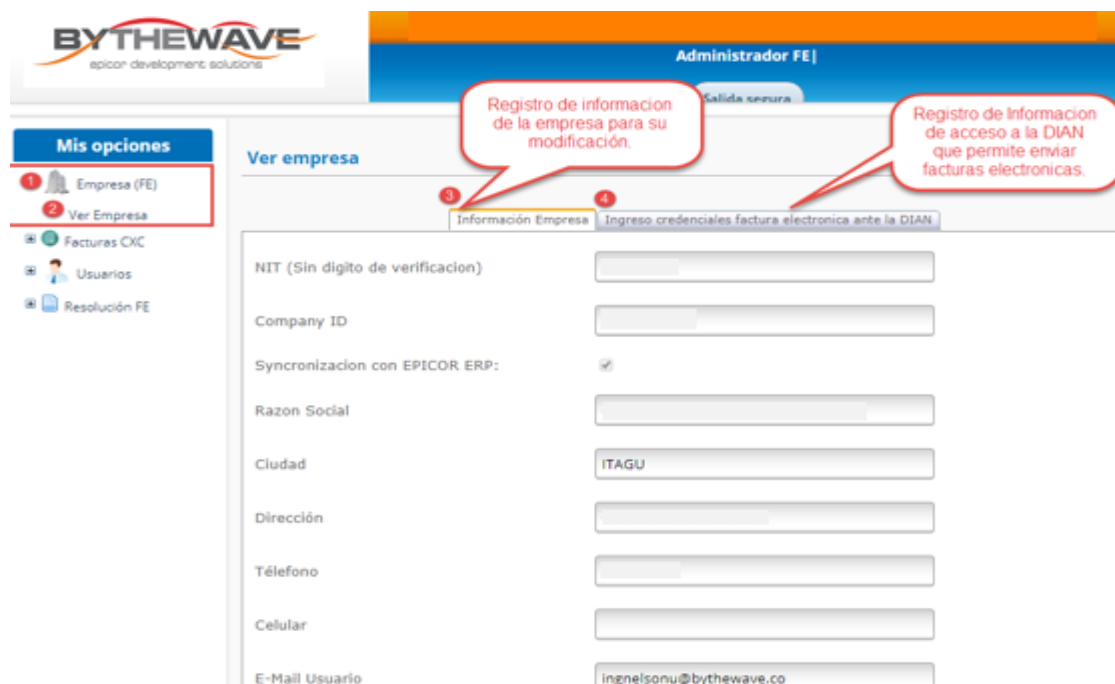 BYTHEWAVE
epicor development solutions
Administrador FE|
Salida segura
Registro de informacion
de la empresa para su
modificación.
Registro de Informacion
de acceso a la DIAN
que permite enviar
facturas electronicas.
Mis opciones
1 Empresa (FE)
2 Ver Empresa
Facturas CXC
Usuarios
Resolución FE
Ver empresa
3 4
Información Empresa Ingreso credenciales factura electronica ante la DIAN
NIT (Sin digito de verificacion)
Company ID
Syncronizacion con EPICOR ERP:
Razon Social
Ciudad ITAGU
Dirección
Télefono
Celular
E-Mail Usuario ingnelsonu@bythewave.co